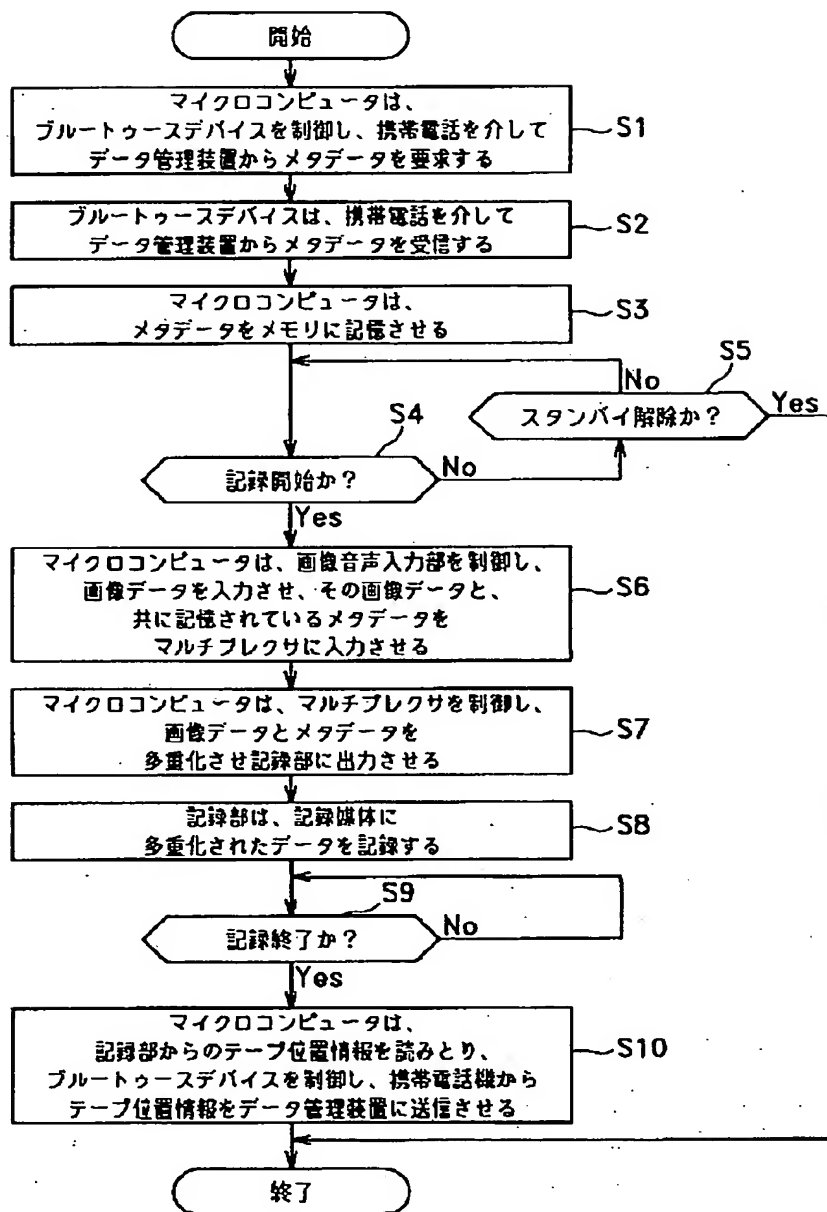 開始
マイクロコンピュータは、
ブルートゥースデバイスを制御し、携帯電話を介して
データ管理装置からメタデータを要求する
S1
ブルートゥースデバイスは、携帯電話を介して
データ管理装置からメタデータを受信する
S2
マイクロコンピュータは、
メタデータをメモリに記憶させる
S3
S5
No
スタンバイ解除か？
Yes
S4
記録開始か？
No
Yes
マイクロコンピュータは、画像音声入力部を制御し、
画像データを入力させ、その画像データと、
共に記憶されているメタデータを
マルチプレクサに入力させる
S6
マイクロコンピュータは、マルチプレクサを制御し、
画像データとメタデータを
多重化させ記録部に出力させる
S7
記録部は、記録媒体に
多重化されたデータを記録する
S8
S9
記録終了か？
No
Yes
マイクロコンピュータは、
記録部からのテープ位置情報を読みとり、
ブルートゥースデバイスを制御し、携帯電話機から
テープ位置情報をデータ管理装置に送信させる
S10
終了